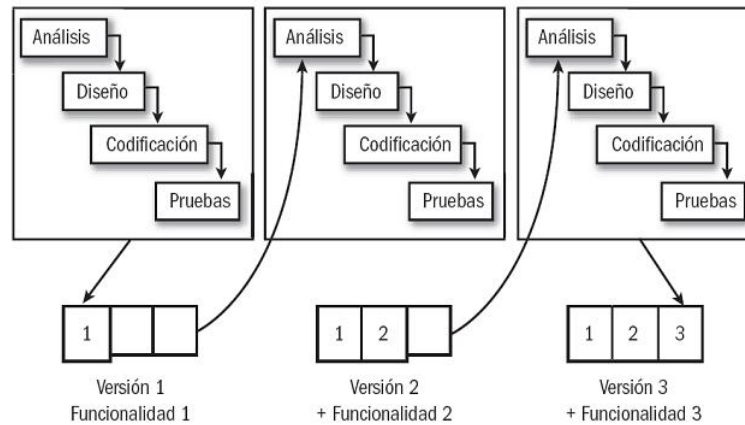 Análisis
Diseño
Codificación
Pruebas
Análisis
Diseño
Codificación
Pruebas
Análisis
Diseño
Codificación
Pruebas
1
1 2
1 2 3
Versión 1
Funcionalidad 1
Versión 2
+ Funcionalidad 2
Versión 3
+ Funcionalidad 3